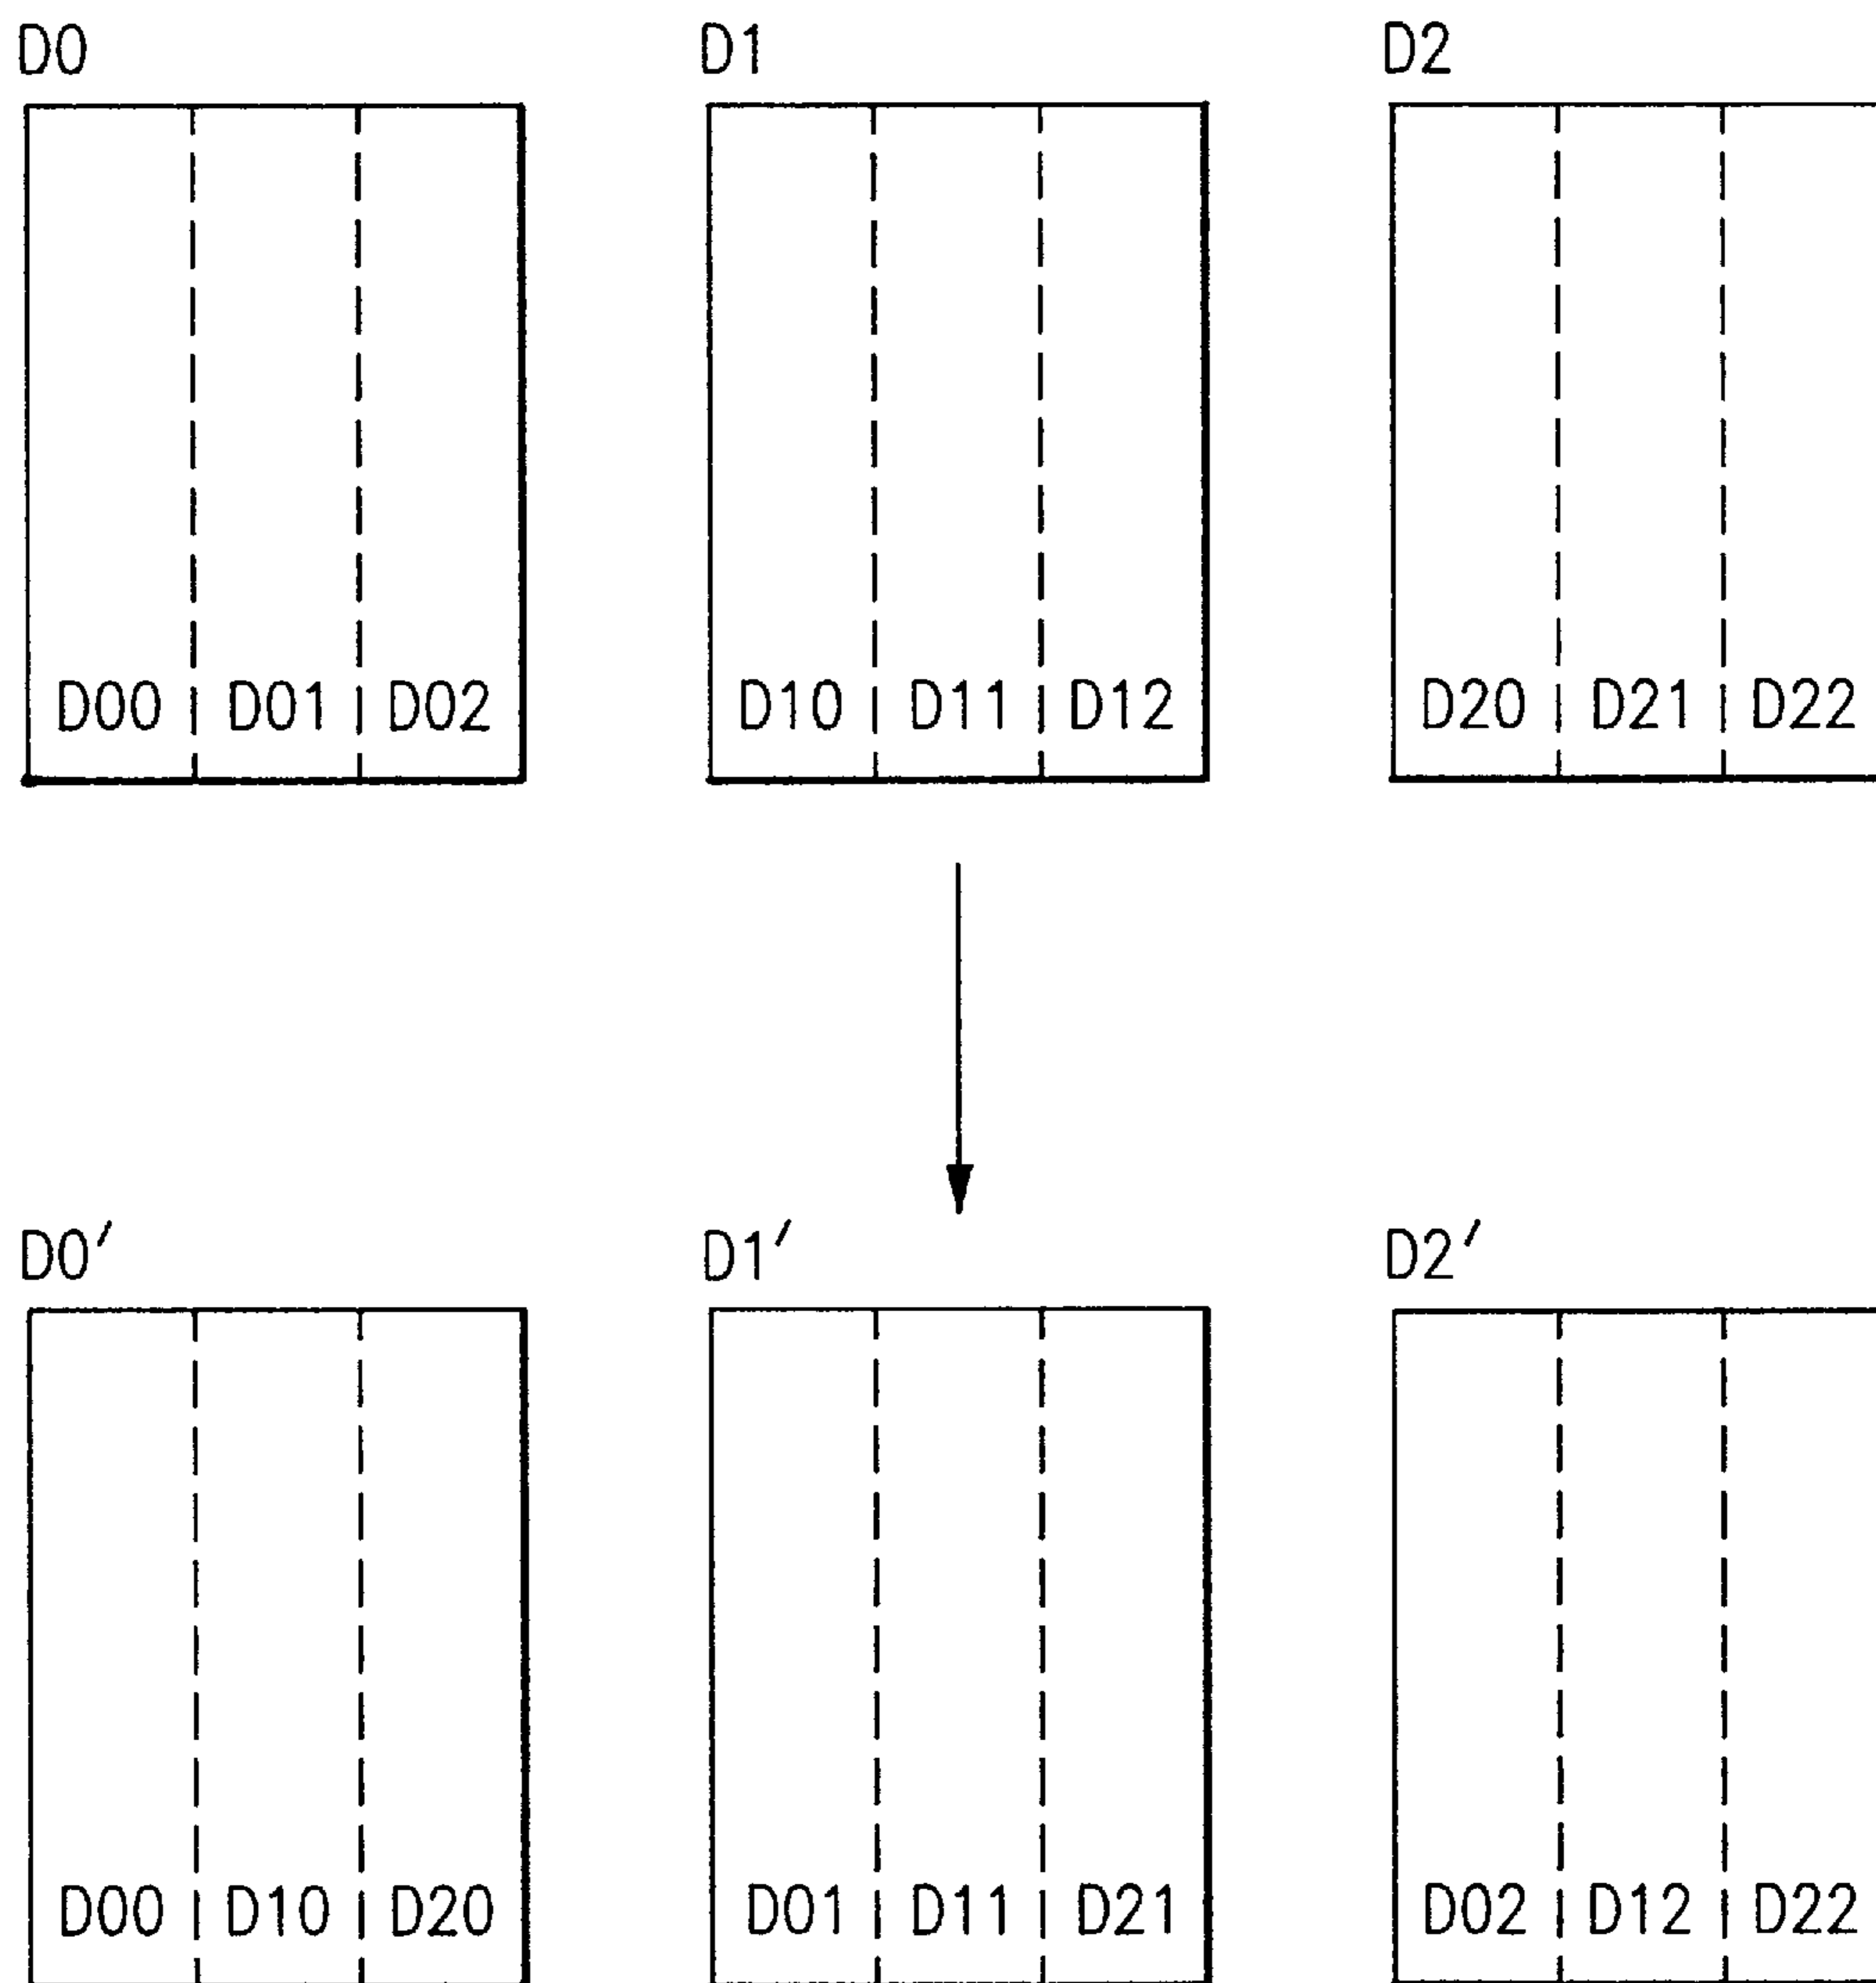 D0 D1 D2
D00 D01 D02 D10 D11 D12 D20 D21 D22
D0′ D1′ D2′
D00 D10 D20 D01 D11 D21 D02 D12 D22